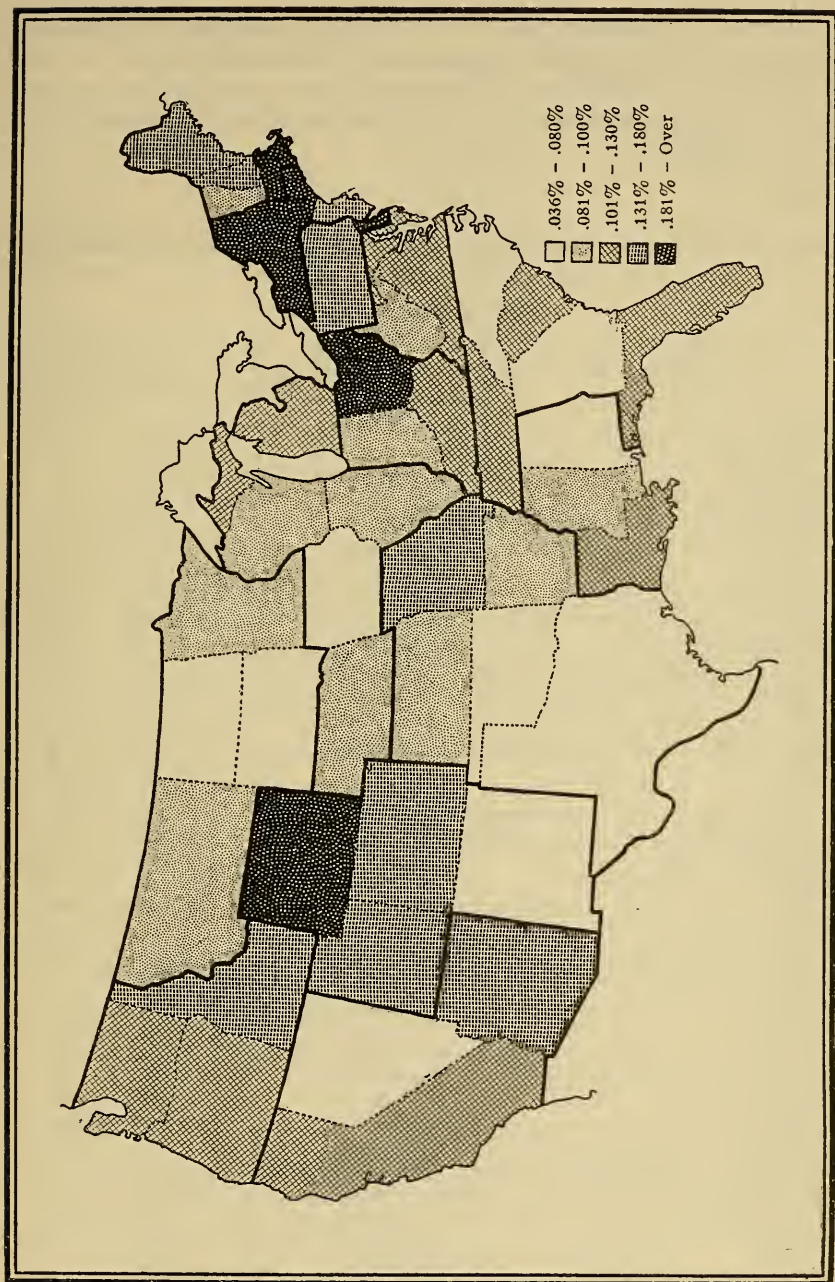 .036% – .080%
.081% – .100%
.101% – .130%
.131% – .180%
.181% – Over